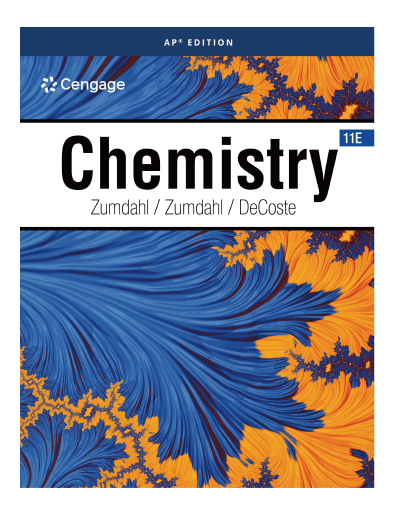 AP® EDITION
Cengage
11E
Chemistry
Zumdahl / Zumdahl / DeCoste